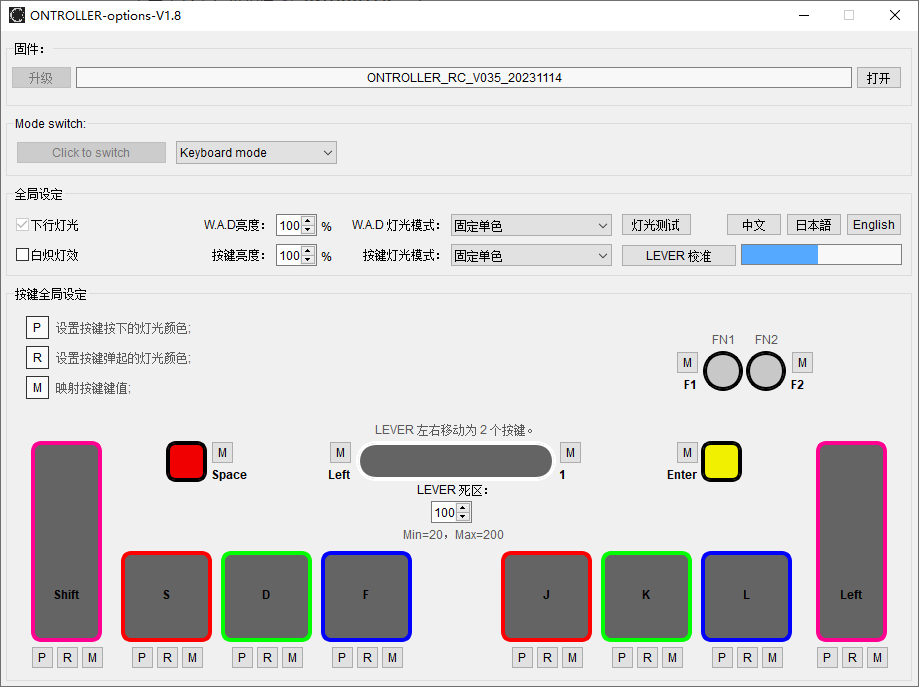 ONTROLLER-options-V1.8
固件:
升级 ONTROLLER_RC_V035_20231114 打开
Mode switch:
Click to switch Keyboard mode
全局设定
下行灯光 W.A.D亮度: 100 % W.A.D 灯光模式: 固定单色 灯光测试 中文 日本語 English
白炽灯效 按键亮度: 100 % 按键灯光模式: 固定单色 LEVER 校准
按键全局设定
P 设置按键按下的灯光颜色;
R 设置按键弹起的灯光颜色;
M 映射按键键值;
FN1 FN2
M M
F1 F2
LEVER 左右移动为 2 个按键。
M M M M
Space Left 1 Enter
LEVER 死区:
100
Min=20，Max=200
Shift S D F J K L Left
P R M P R M P R M P R M P R M P R M P R M P R M